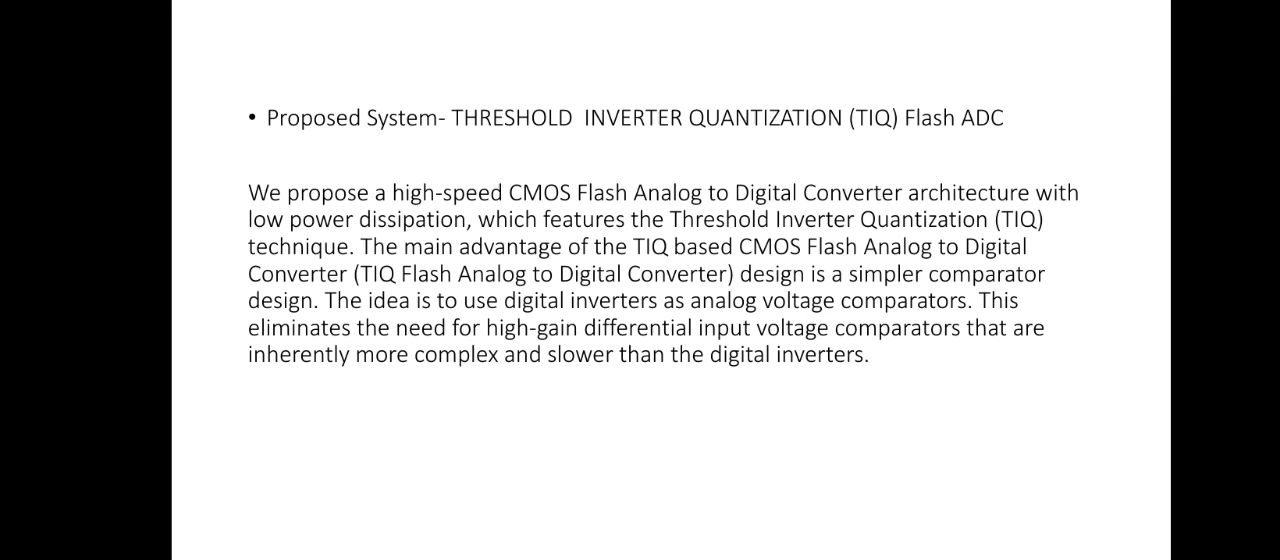 • Proposed System- THRESHOLD  INVERTER QUANTIZATION (TIQ) Flash ADC
We propose a high-speed CMOS Flash Analog to Digital Converter architecture with
low power dissipation, which features the Threshold Inverter Quantization (TIQ)
technique. The main advantage of the TIQ based CMOS Flash Analog to Digital
Converter (TIQ Flash Analog to Digital Converter) design is a simpler comparator
design. The idea is to use digital inverters as analog voltage comparators. This
eliminates the need for high-gain differential input voltage comparators that are
inherently more complex and slower than the digital inverters.